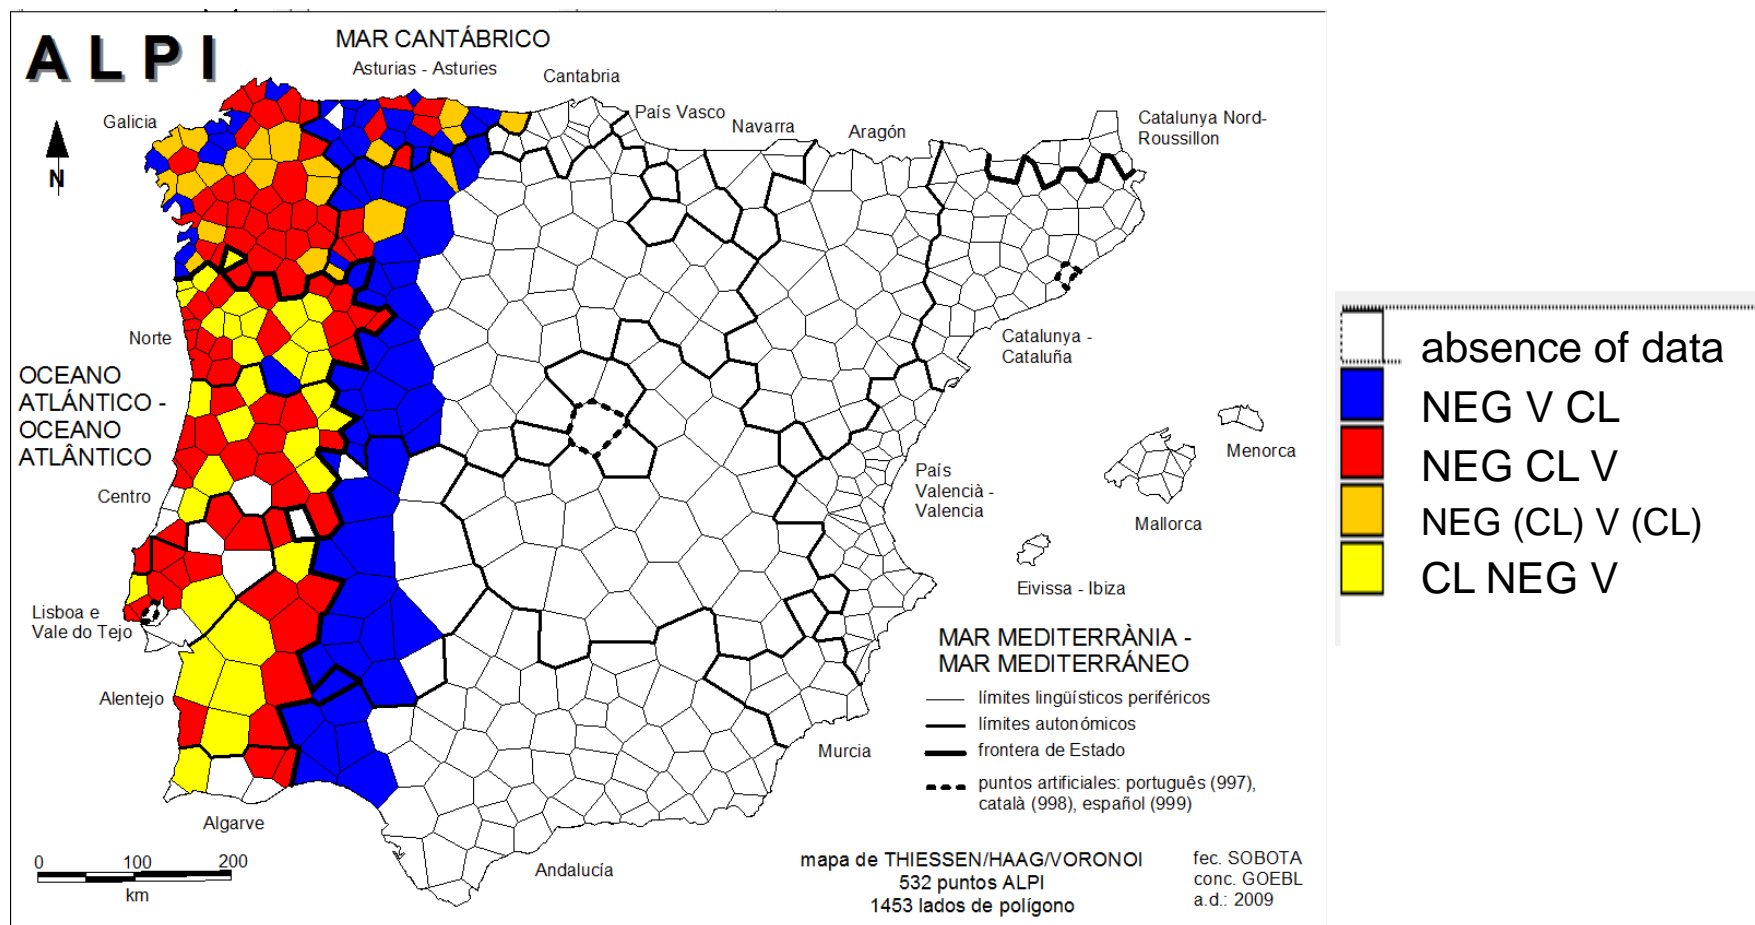 A L P I
MAR CANTÁBRICO
Asturias - Asturies
Cantabria
País Vasco
Navarra
Aragón
Catalunya Nord-
Roussillon
Galicia
N
Norte
OCEANO
ATLÁNTICO -
OCEANO
ATLÂNTICO
Centro
Lisboa e
Vale do Tejo
Alentejo
Algarve
Andalucía
Murcia
Catalunya -
Cataluña
País
Valencià -
Valencia
Menorca
Mallorca
Eivissa - Ibiza
MAR MEDITERRÀNIA -
MAR MEDITERRÁNEO
límites lingüísticos periféricos
límites autonómicos
frontera de Estado
puntos artificiales: português (997),
català (998), español (999)
0 100 200
km
mapa de THIESSEN/HAAG/VORONOI
532 puntos ALPI
1453 lados de polígono
fec. SOBOTA
conc. GOEBL
a.d.: 2009
absence of data
NEG V CL
NEG CL V
NEG (CL) V (CL)
CL NEG V